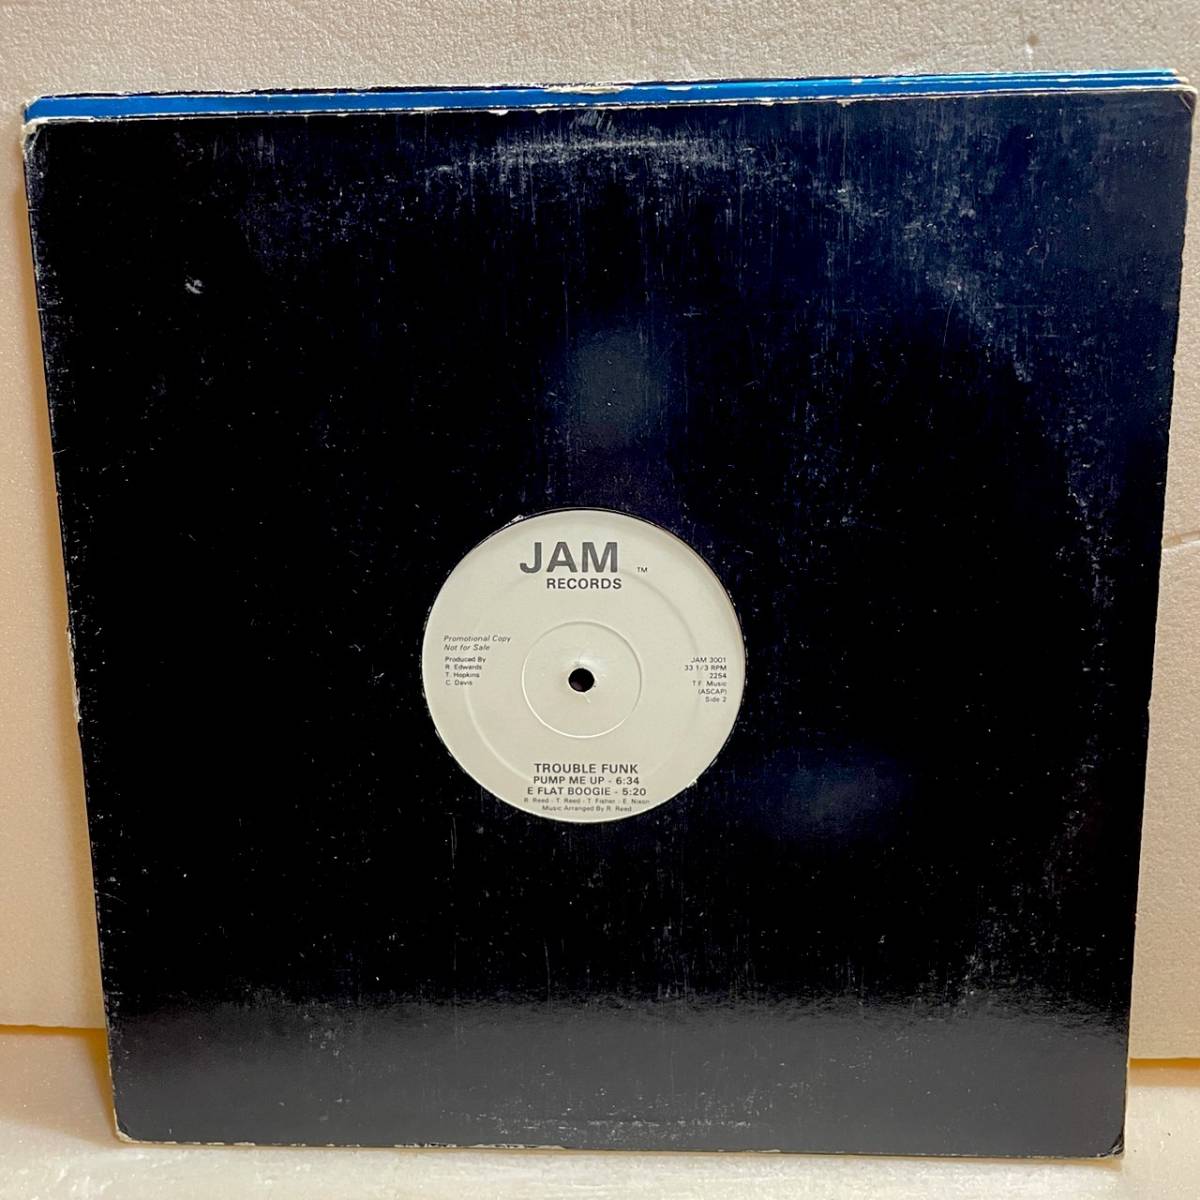 JAM TM
RECORDS
Promotional Copy
Not for Sale
Produced By
R. Edwards
T. Hopkins
C. Davis
JAM 3001
33 1/3 RPM
2254
T.F. Music
(ASCAP)
Side 2
TROUBLE FUNK
PUMP ME UP - 6:34
E FLAT BOOGIE - 5:20
R. Reed - T. Reed - T. Fisher - E. Nixon
Music Arranged By R. Reed